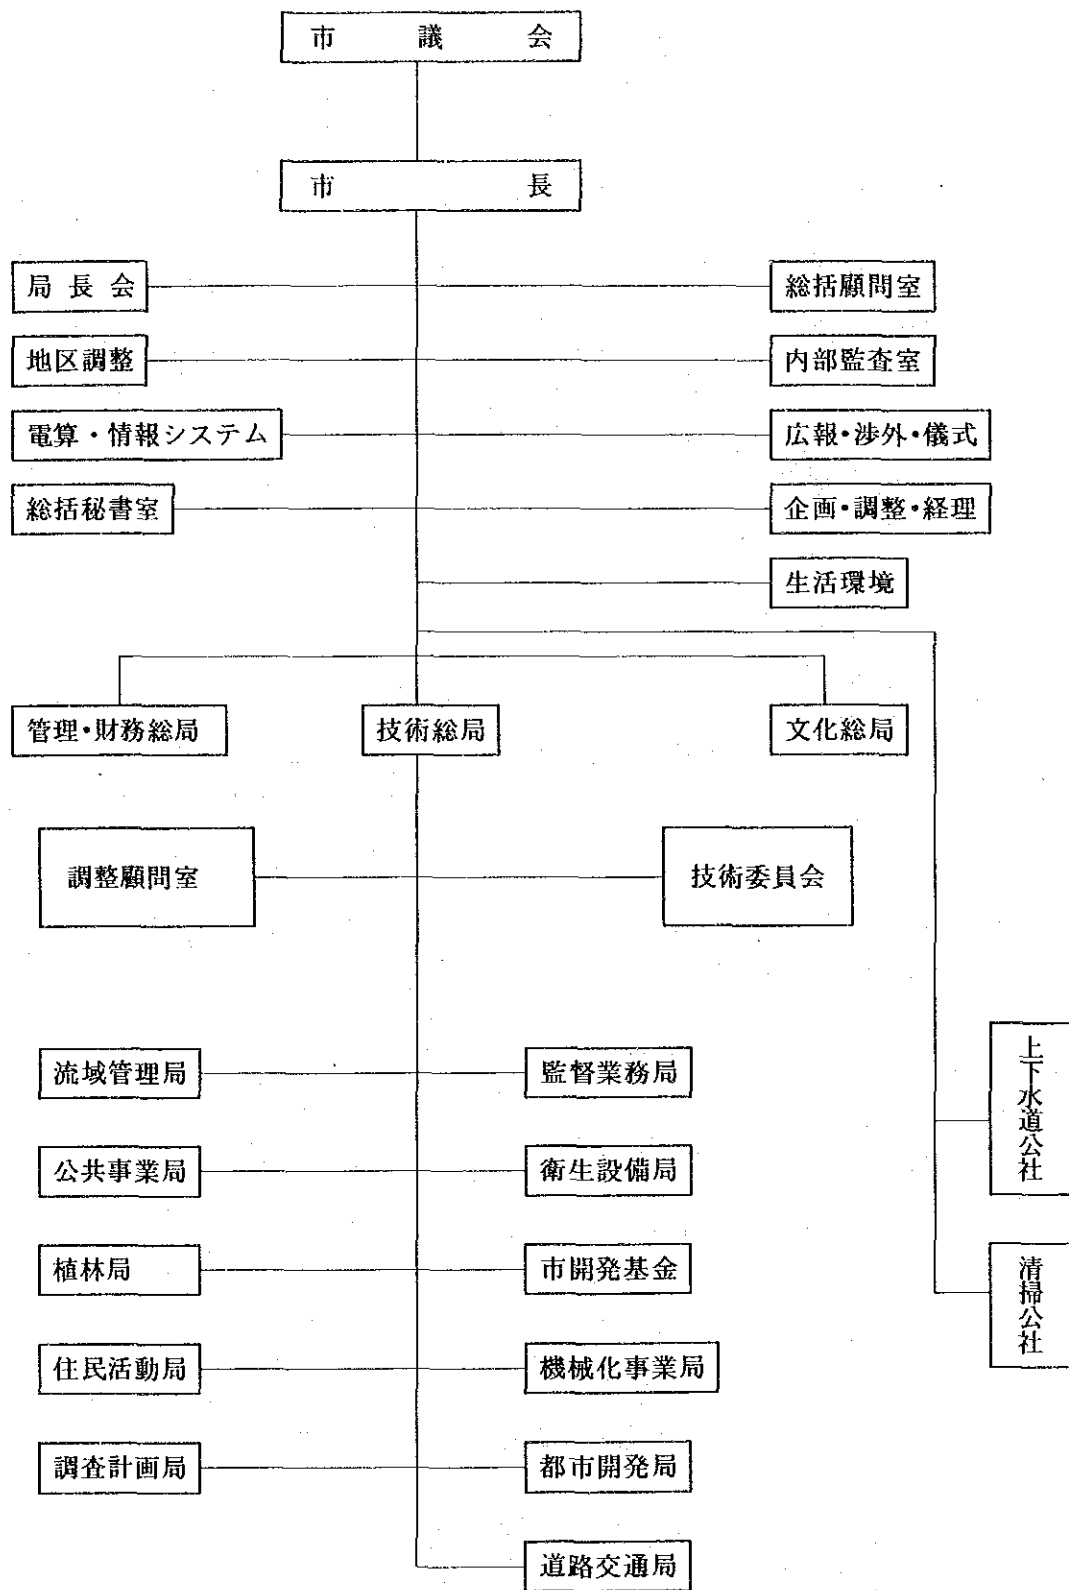 市議会
市長
局長会
総括顧問室
地区調整
内部監査室
電算・情報システム
広報・渉外・儀式
総括秘書室
企画・調整・経理
生活環境
管理・財務総局
技術総局
文化総局
調整顧問室
技術委員会
流域管理局
監督業務局
上下水道公社
公共事業局
衛生設備局
植林局
市開発基金
清掃公社
住民活動局
機械化事業局
調査計画局
都市開発局
道路交通局